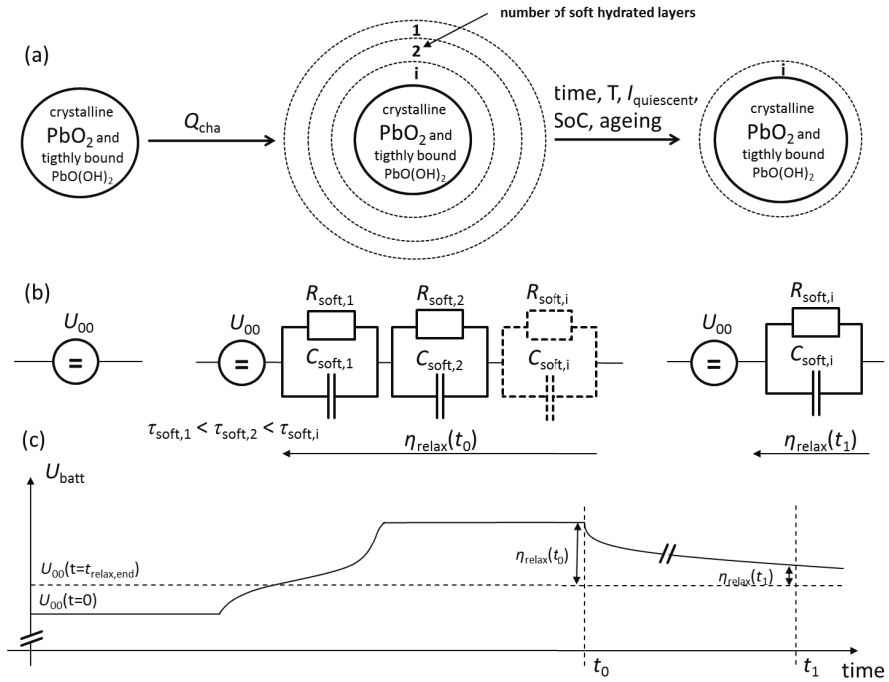 number of soft hydrated layers
(a)
1
2
i
i
crystalline
PbO2 and
tigthly bound
PbO(OH)2
Qcha
crystalline
PbO2 and
tigthly bound
PbO(OH)2
time, T, Iquiescent,
SoC, ageing
crystalline
PbO2 and
tigthly bound
PbO(OH)2
(b)
U00
=
U00
=
Rsoft,1
Csoft,1
Rsoft,2
Csoft,2
Rsoft,i
Csoft,i
U00
=
Rsoft,i
Csoft,i
τsoft,1 < τsoft,2 < τsoft,i
ηrelax(t0)
ηrelax(t1)
(c)
Ubatt
U00(t=trelax,end)
U00(t=0)
ηrelax(t0)
ηrelax(t1)
t0
t1
time